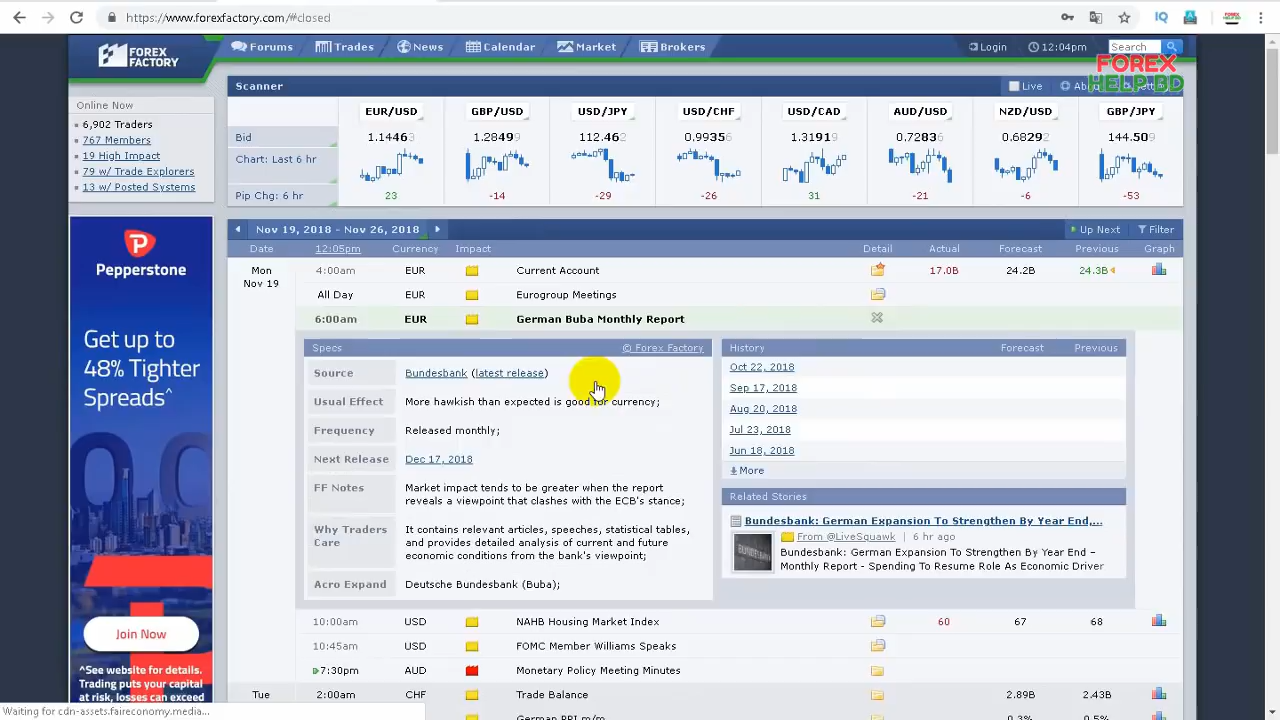 https://www.forexfactory.com/#closed
FOREX FACTORY
Forums Trades News Calendar Market Brokers Login 12:04pm Search
FOREX HELP.BD
Online Now
6,902 Traders
767 Members
19 High Impact
79 w/ Trade Explorers
13 w/ Posted Systems
Scanner Live
EUR/USD GBP/USD USD/JPY USD/CHF USD/CAD AUD/USD NZD/USD GBP/JPY
Bid 1.14463 1.28499 112.462 0.99356 1.31919 0.72836 0.68292 144.509
Chart: Last 6 hr
Pip Chg: 6 hr 23 -14 -29 -26 31 -21 -6 -53
Pepperstone
Get up to
48% Tighter
Spreads^
0.0
Join Now
^See website for details.
Trading puts your capital
at risk, losses can exceed
Nov 19, 2018 - Nov 26, 2018 Up Next Filter
Date 12:05pm Currency Impact Detail Actual Forecast Previous Graph
Mon 4:00am EUR Current Account 17.0B 24.2B 24.3B
Nov 19
All Day EUR Eurogroup Meetings
6:00am EUR German Buba Monthly Report
Specs © Forex Factory
Source Bundesbank (latest release)
Usual Effect More hawkish than expected is good for currency;
Frequency Released monthly;
Next Release Dec 17, 2018
FF Notes Market impact tends to be greater when the report
reveals a viewpoint that clashes with the ECB's stance;
Why Traders Care It contains relevant articles, speeches, statistical tables,
and provides detailed analysis of current and future
economic conditions from the bank's viewpoint;
Acro Expand Deutsche Bundesbank (Buba);
History Forecast Previous
Oct 22, 2018
Sep 17, 2018
Aug 20, 2018
Jul 23, 2018
Jun 18, 2018
More
Related Stories
Bundesbank: German Expansion To Strengthen By Year End,...
From @LiveSquawk | 6 hr ago
Bundesbank: German Expansion To Strengthen By Year End –
Monthly Report - Spending To Resume Role As Economic Driver
10:00am USD NAHB Housing Market Index 60 67 68
10:45am USD FOMC Member Williams Speaks
7:30pm AUD Monetary Policy Meeting Minutes
Tue 2:00am CHF Trade Balance 2.89B 2.43B
German PPI m/m 0.3% 0.5%
Waiting for cdn-assets.faireconomy.media...